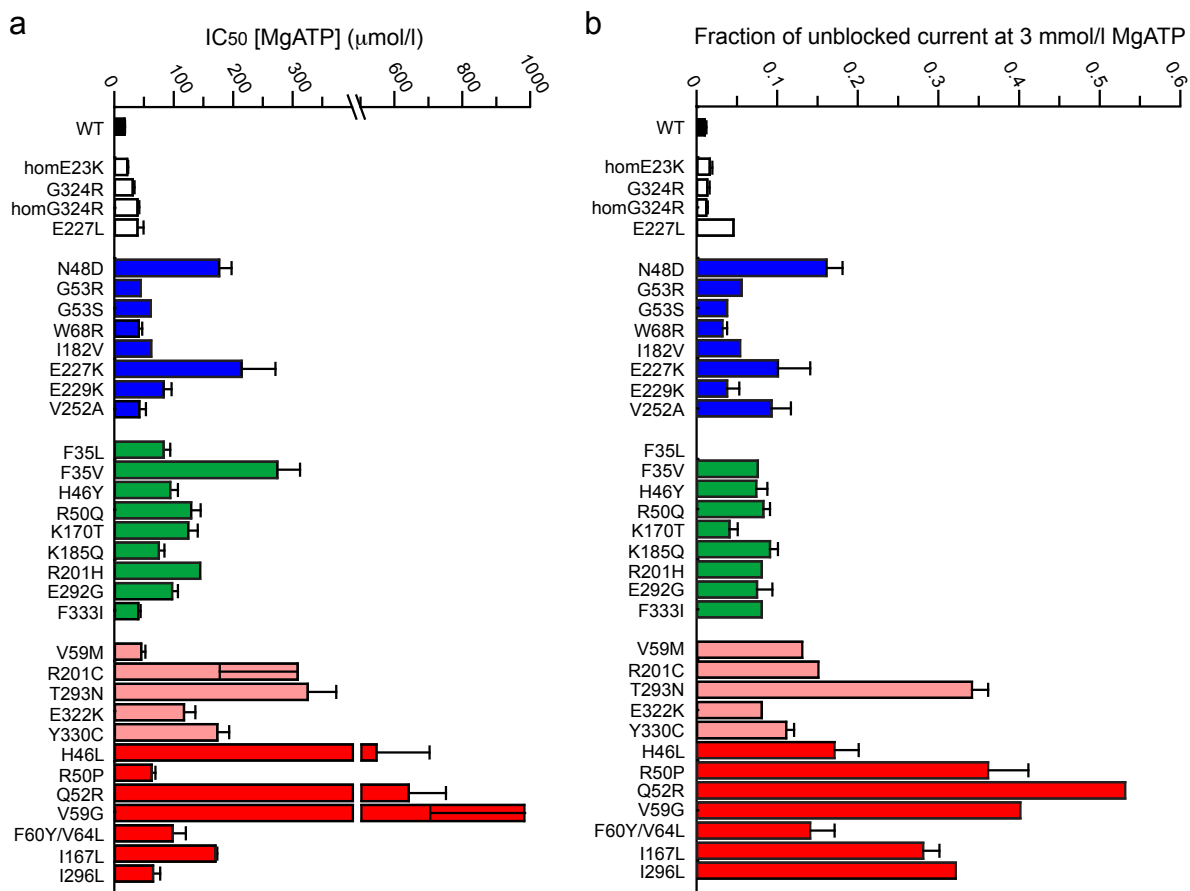 a
IC50 [MgATP] (μmol/l)
0 100 200 300 600 800 1000
WT
homE23K
G324R
homG324R
E227L
N48D
G53R
G53S
W68R
I182V
E227K
E229K
V252A
F35L
F35V
H46Y
R50Q
K170T
K185Q
R201H
E292G
F333I
V59M
R201C
T293N
E322K
Y330C
H46L
R50P
Q52R
V59G
F60Y/V64L
I167L
I296L
b
Fraction of unblocked current at 3 mmol/l MgATP
0 0.1 0.2 0.3 0.4 0.5 0.6
WT
homE23K
G324R
homG324R
E227L
N48D
G53R
G53S
W68R
I182V
E227K
E229K
V252A
F35L
F35V
H46Y
R50Q
K170T
K185Q
R201H
E292G
F333I
V59M
R201C
T293N
E322K
Y330C
H46L
R50P
Q52R
V59G
F60Y/V64L
I167L
I296L